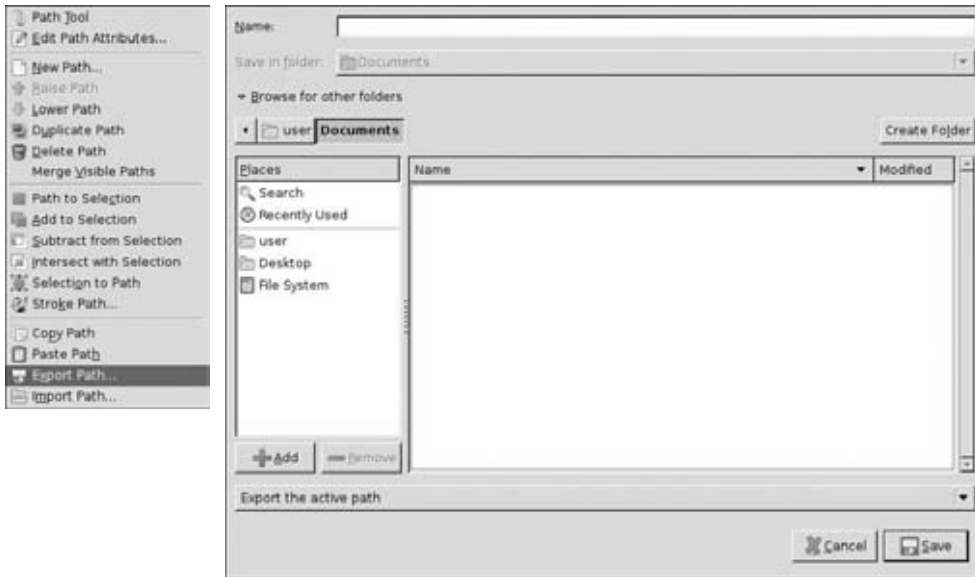 Path Tool
Edit Path Attributes...
New Path...
Raise Path
Lower Path
Duplicate Path
Delete Path
Merge Visible Paths
Path to Selection
Add to Selection
Subtract from Selection
Intersect with Selection
Selection to Path
Stroke Path...
Copy Path
Paste Path
Export Path...
Import Path...
Name:
Save in folder: Documents
Browse for other folders
user Documents Create Folder
Places Name Modified
Search
Recently Used
user
Desktop
File System
Add Remove
Export the active path
Cancel Save